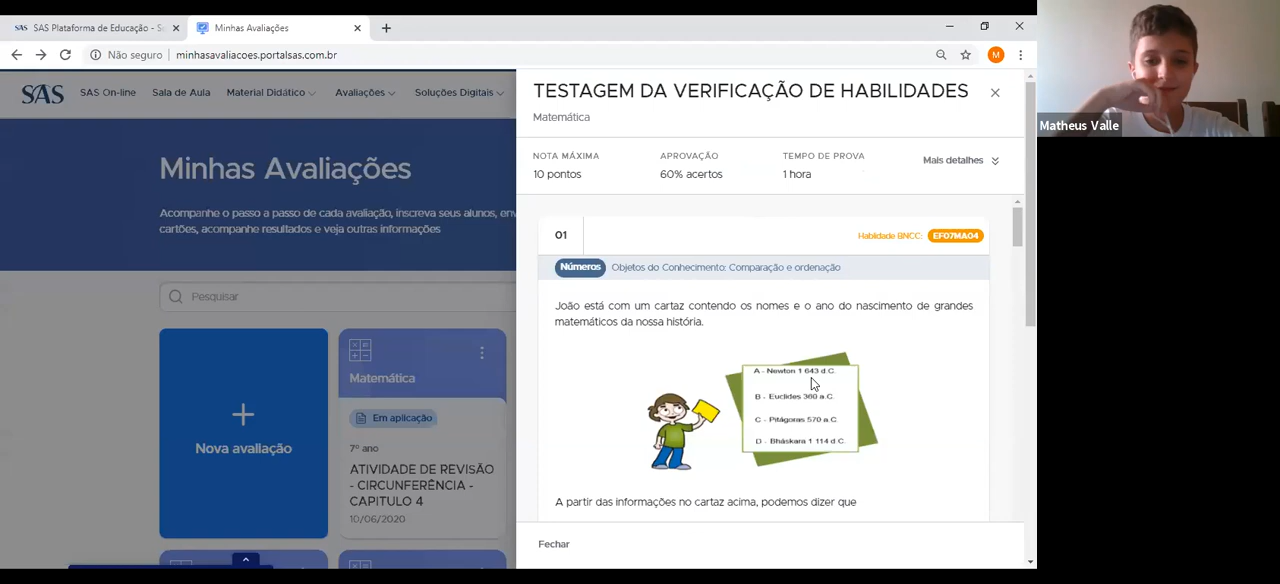 SAS Plataforma de Educação - Se
Minhas Avaliações
Não seguro
minhasavaliacoes.portalsas.com.br
M
SAS
SAS On-line
Sala de Aula
Material Didático
Avaliações
Soluções Digitais
Minhas Avaliações
Acompanhe o passo a passo de cada avaliação, inscreva seus alunos, env
cartões, acompanhe resultados e veja outras informações
Pesquisar
Nova avaliação
Matemática
Em aplicação
7º ano
ATIVIDADE DE REVISÃO
- CIRCUNFERÊNCIA -
CAPITULO 4
10/06/2020
TESTAGEM DA VERIFICAÇÃO DE HABILIDADES
Matemática
NOTA MÁXIMA
10 pontos
APROVAÇÃO
60% acertos
TEMPO DE PROVA
1 hora
Mais detalhes
01
Habilidade BNCC:
EF07MA04
Números
Objetos do Conhecimento: Comparação e ordenação
João está com um cartaz contendo os nomes e o ano do nascimento de grandes
matemáticos da nossa história.
A - Newton 1 643 d.C.
B - Euclides 360 a.C.
C - Pitágoras 570 a.C.
D - Bháskara 1 114 d.C.
A partir das informações no cartaz acima, podemos dizer que
Fechar
Matheus Valle